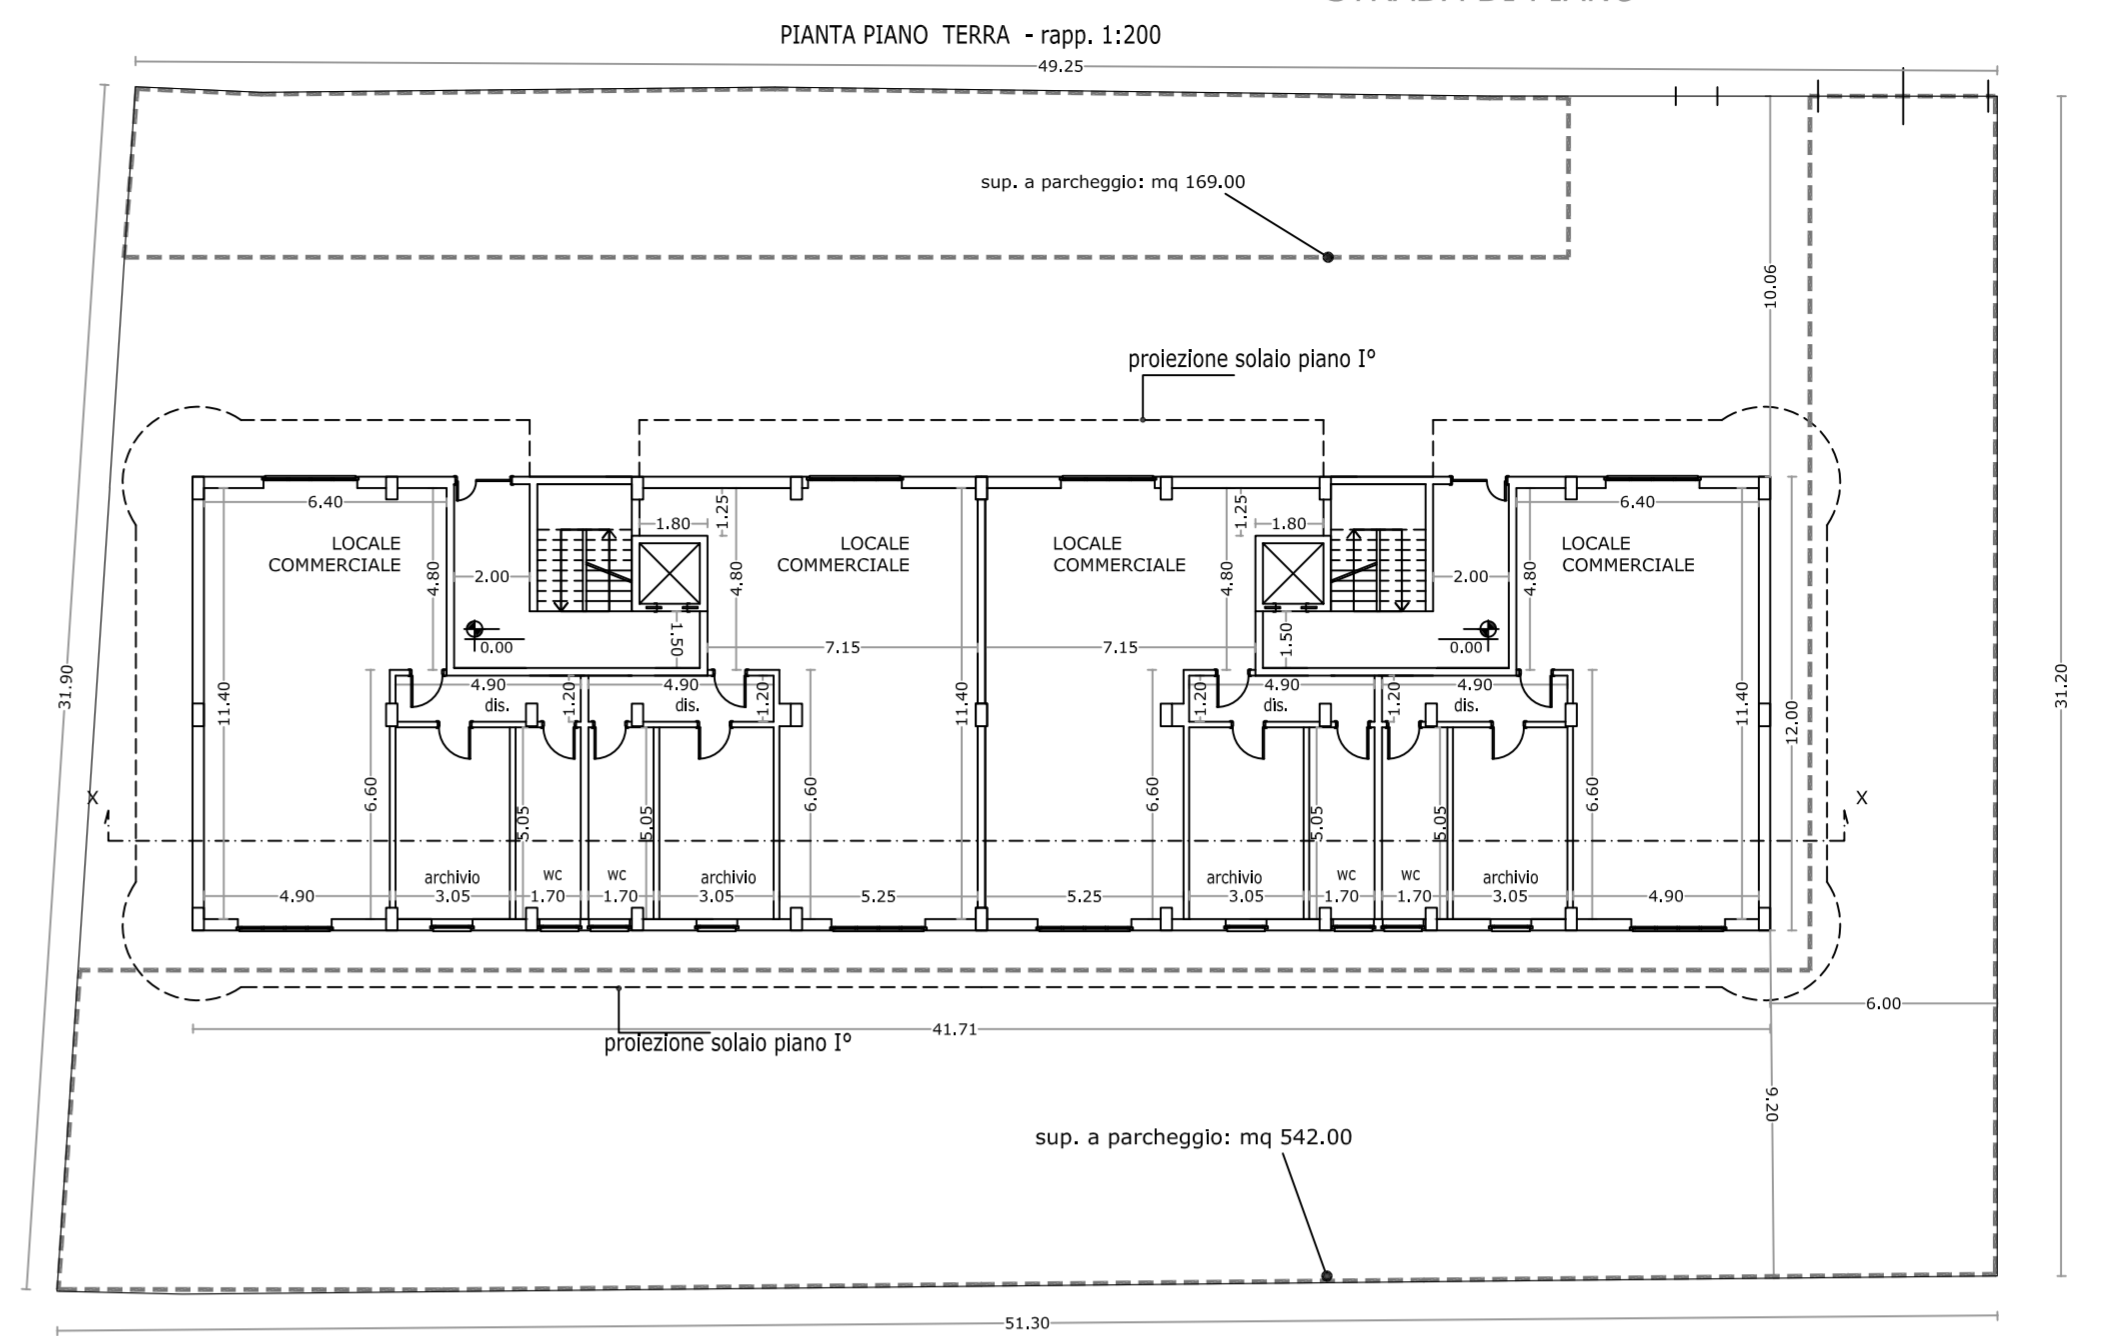 PIANTA PIANO TERRA - rapp. 1:200
49.25
sup. a parcheggio: mq 169.00
10.06
proiezione solaio piano I°
6.40
1.25
1.25
6.40
1.80
1.80
LOCALE
COMMERCIALE
LOCALE
COMMERCIALE
LOCALE
COMMERCIALE
LOCALE
COMMERCIALE
4.80
2.00
4.80
4.80
2.00
4.80
0.00
1.50
7.15
7.15
1.50
0.00
31.90
31.20
4.90
4.90
4.90
4.90
11.40
dis.
1.20
dis.
1.20
11.40
1.20
dis.
1.20
dis.
11.40
12.00
X
6.60
5.05
5.05
6.60
6.60
5.05
5.05
6.60
X
archivio
wc
wc
archivio
archivio
wc
wc
archivio
4.90
3.05
1.70
1.70
3.05
5.25
5.25
3.05
1.70
1.70
3.05
4.90
6.00
41.71
proiezione solaio piano I°
9.20
sup. a parcheggio: mq 542.00
51.30